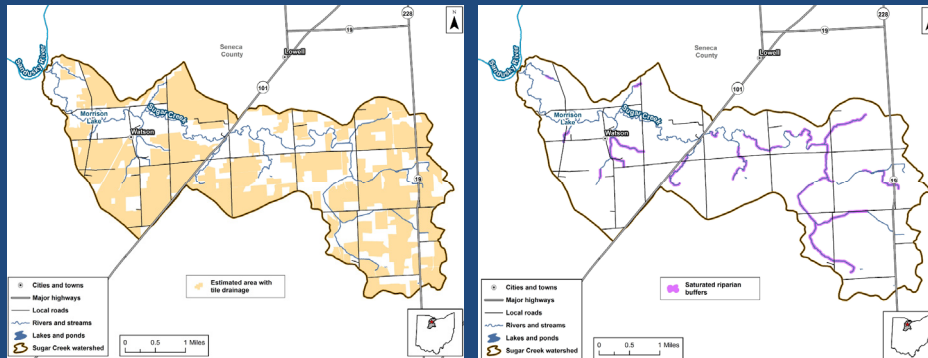 N
228
19
Seneca
County
Lowell
Sandusky River
101
Morrison
Lake
Sugar Creek
Watson
19
Cities and towns
Major highways
Local roads
Rivers and streams
Lakes and ponds
Sugar Creek watershed
Estimated area with
tile drainage
0 0.5 1 Miles
N
228
19
Seneca
County
Lowell
Sandusky River
101
Morrison
Lake
Sugar Creek
Watson
19
Cities and towns
Major highways
Local roads
Rivers and streams
Lakes and ponds
Sugar Creek watershed
Saturated riparian
buffers
0 0.5 1 Miles